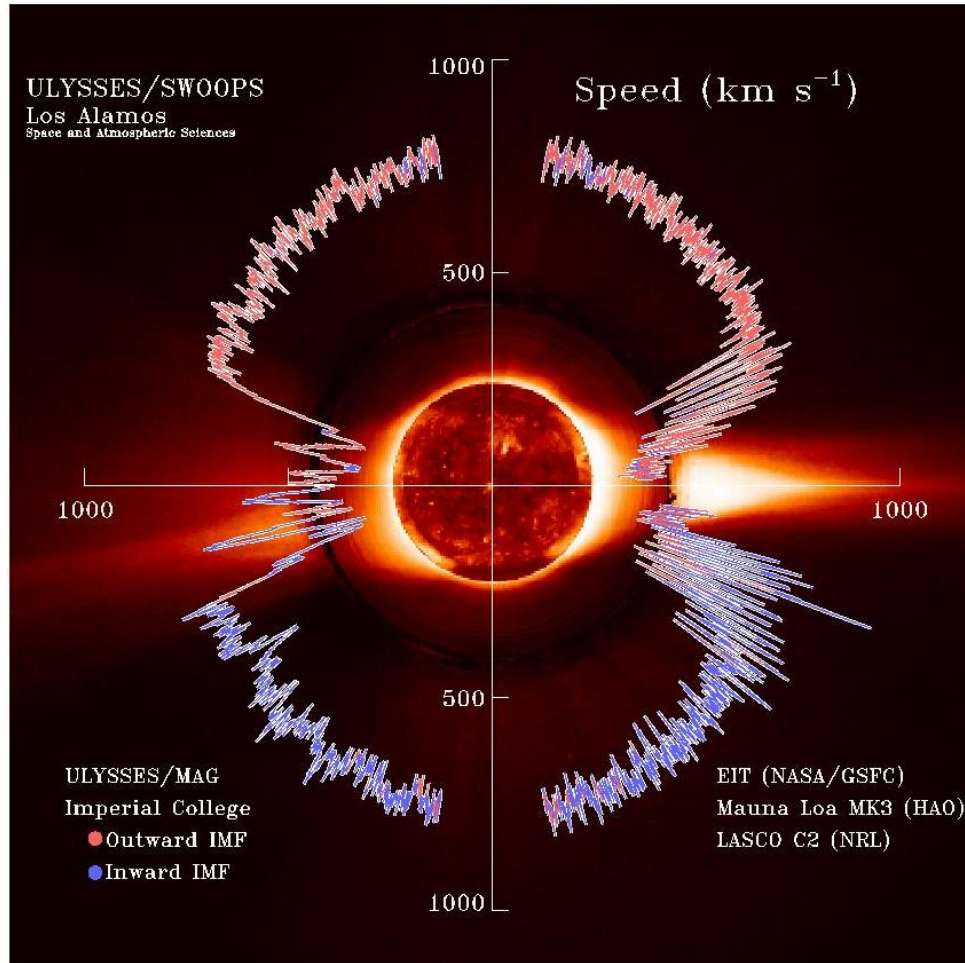 ULYSSES/SWOOPS
Los Alamos
Space and Atmospheric Sciences
Speed (km s⁻¹)
1000
500
1000
1000
500
1000
ULYSSES/MAG
Imperial College
Outward IMF
Inward IMF
EIT (NASA/GSFC)
Mauna Loa MK3 (HAO)
LASCO C2 (NRL)